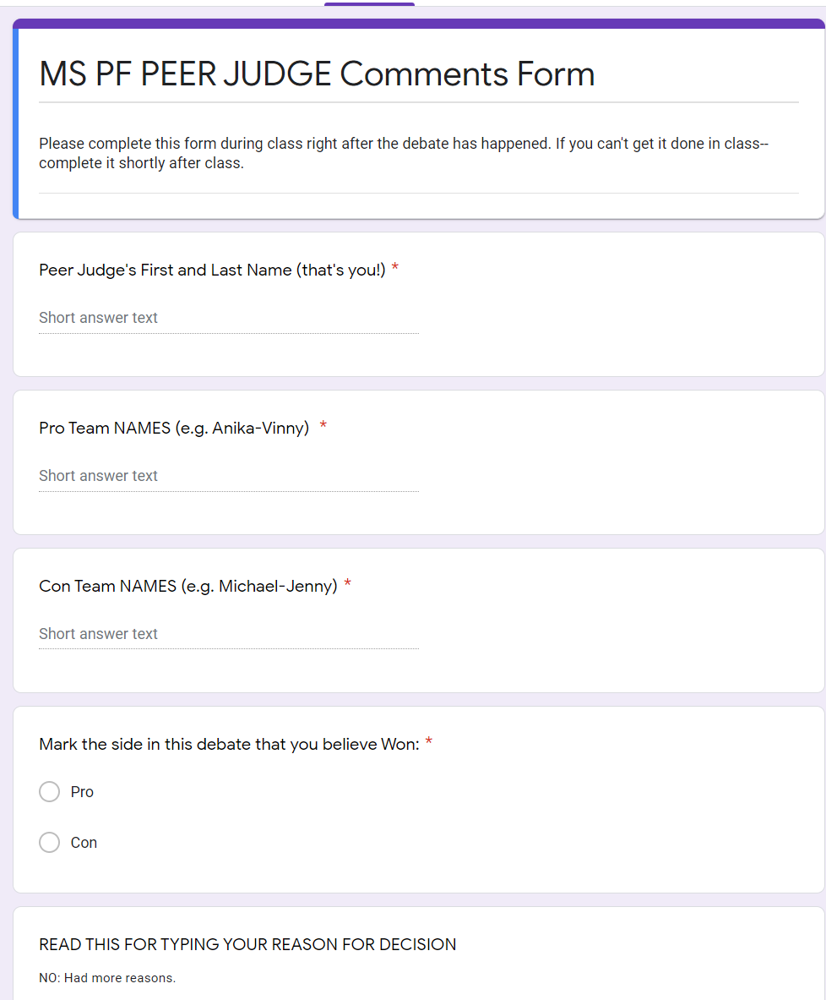 MS PF PEER JUDGE Comments Form
Please complete this form during class right after the debate has happened. If you can't get it done in class--
complete it shortly after class.
Peer Judge's First and Last Name (that's you!) *
Short answer text
Pro Team NAMES (e.g. Anika-Vinny) *
Short answer text
Con Team NAMES (e.g. Michael-Jenny) *
Short answer text
Mark the side in this debate that you believe Won: *
Pro
Con
READ THIS FOR TYPING YOUR REASON FOR DECISION
NO: Had more reasons.